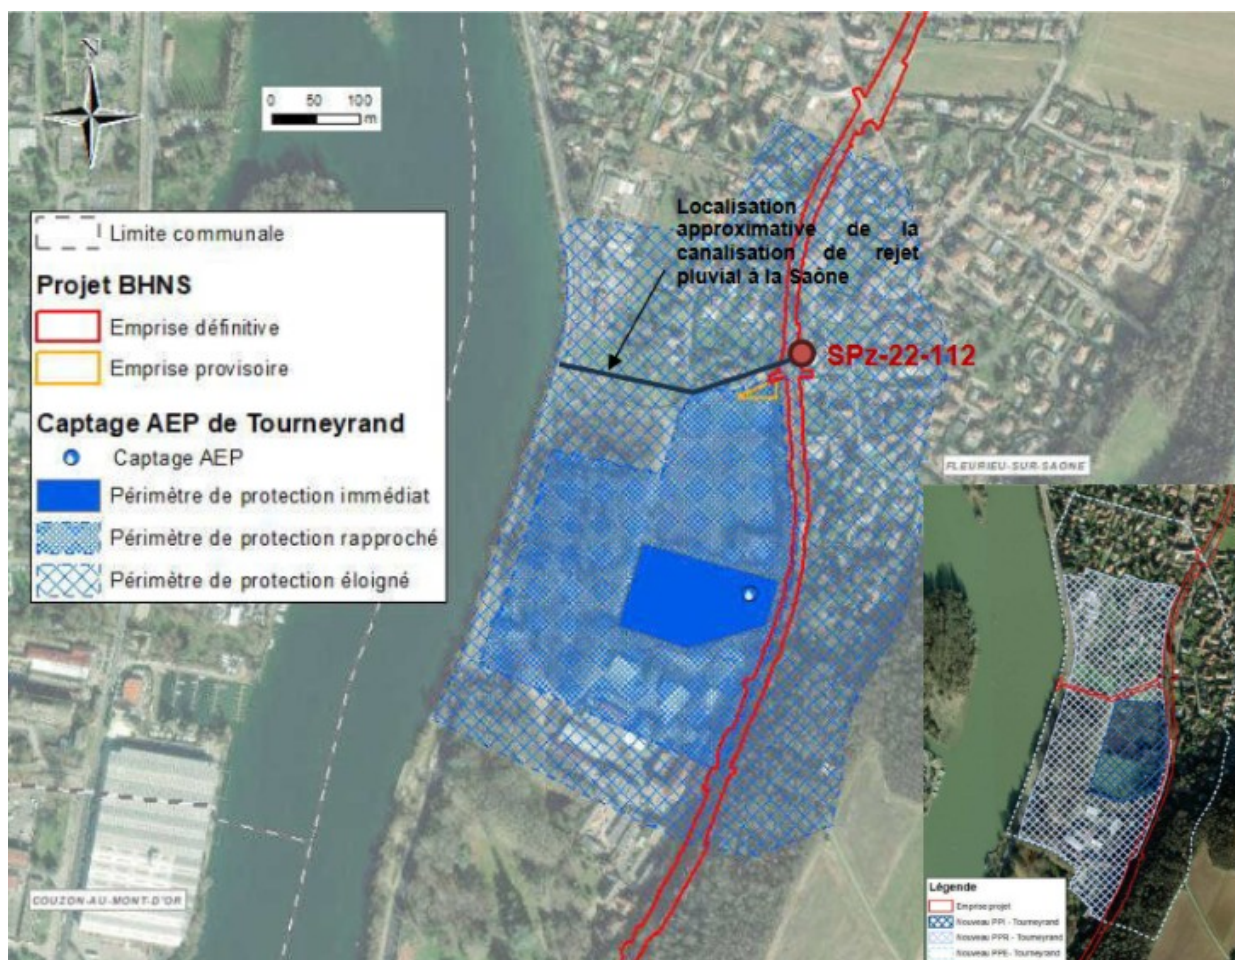 N
0 50 100
m
Limite communale
Projet BHNS
Emprise définitive
Emprise provisoire
Captage AEP de Tourneyrand
Captage AEP
Périmètre de protection immédiat
Périmètre de protection rapproché
Périmètre de protection éloigné
Localisation
approximative de la
canalisation de rejet
pluvial à la Saône
SPz-22-112
FLEURIEU-SUR-SAÔNE
COUZON-AU-MONT-D'OR
Légende
Emprise projet
Nouveau PPI - Tourneyrand
Nouveau PPR - Tourneyrand
Nouveau PPE- Tourneyrand